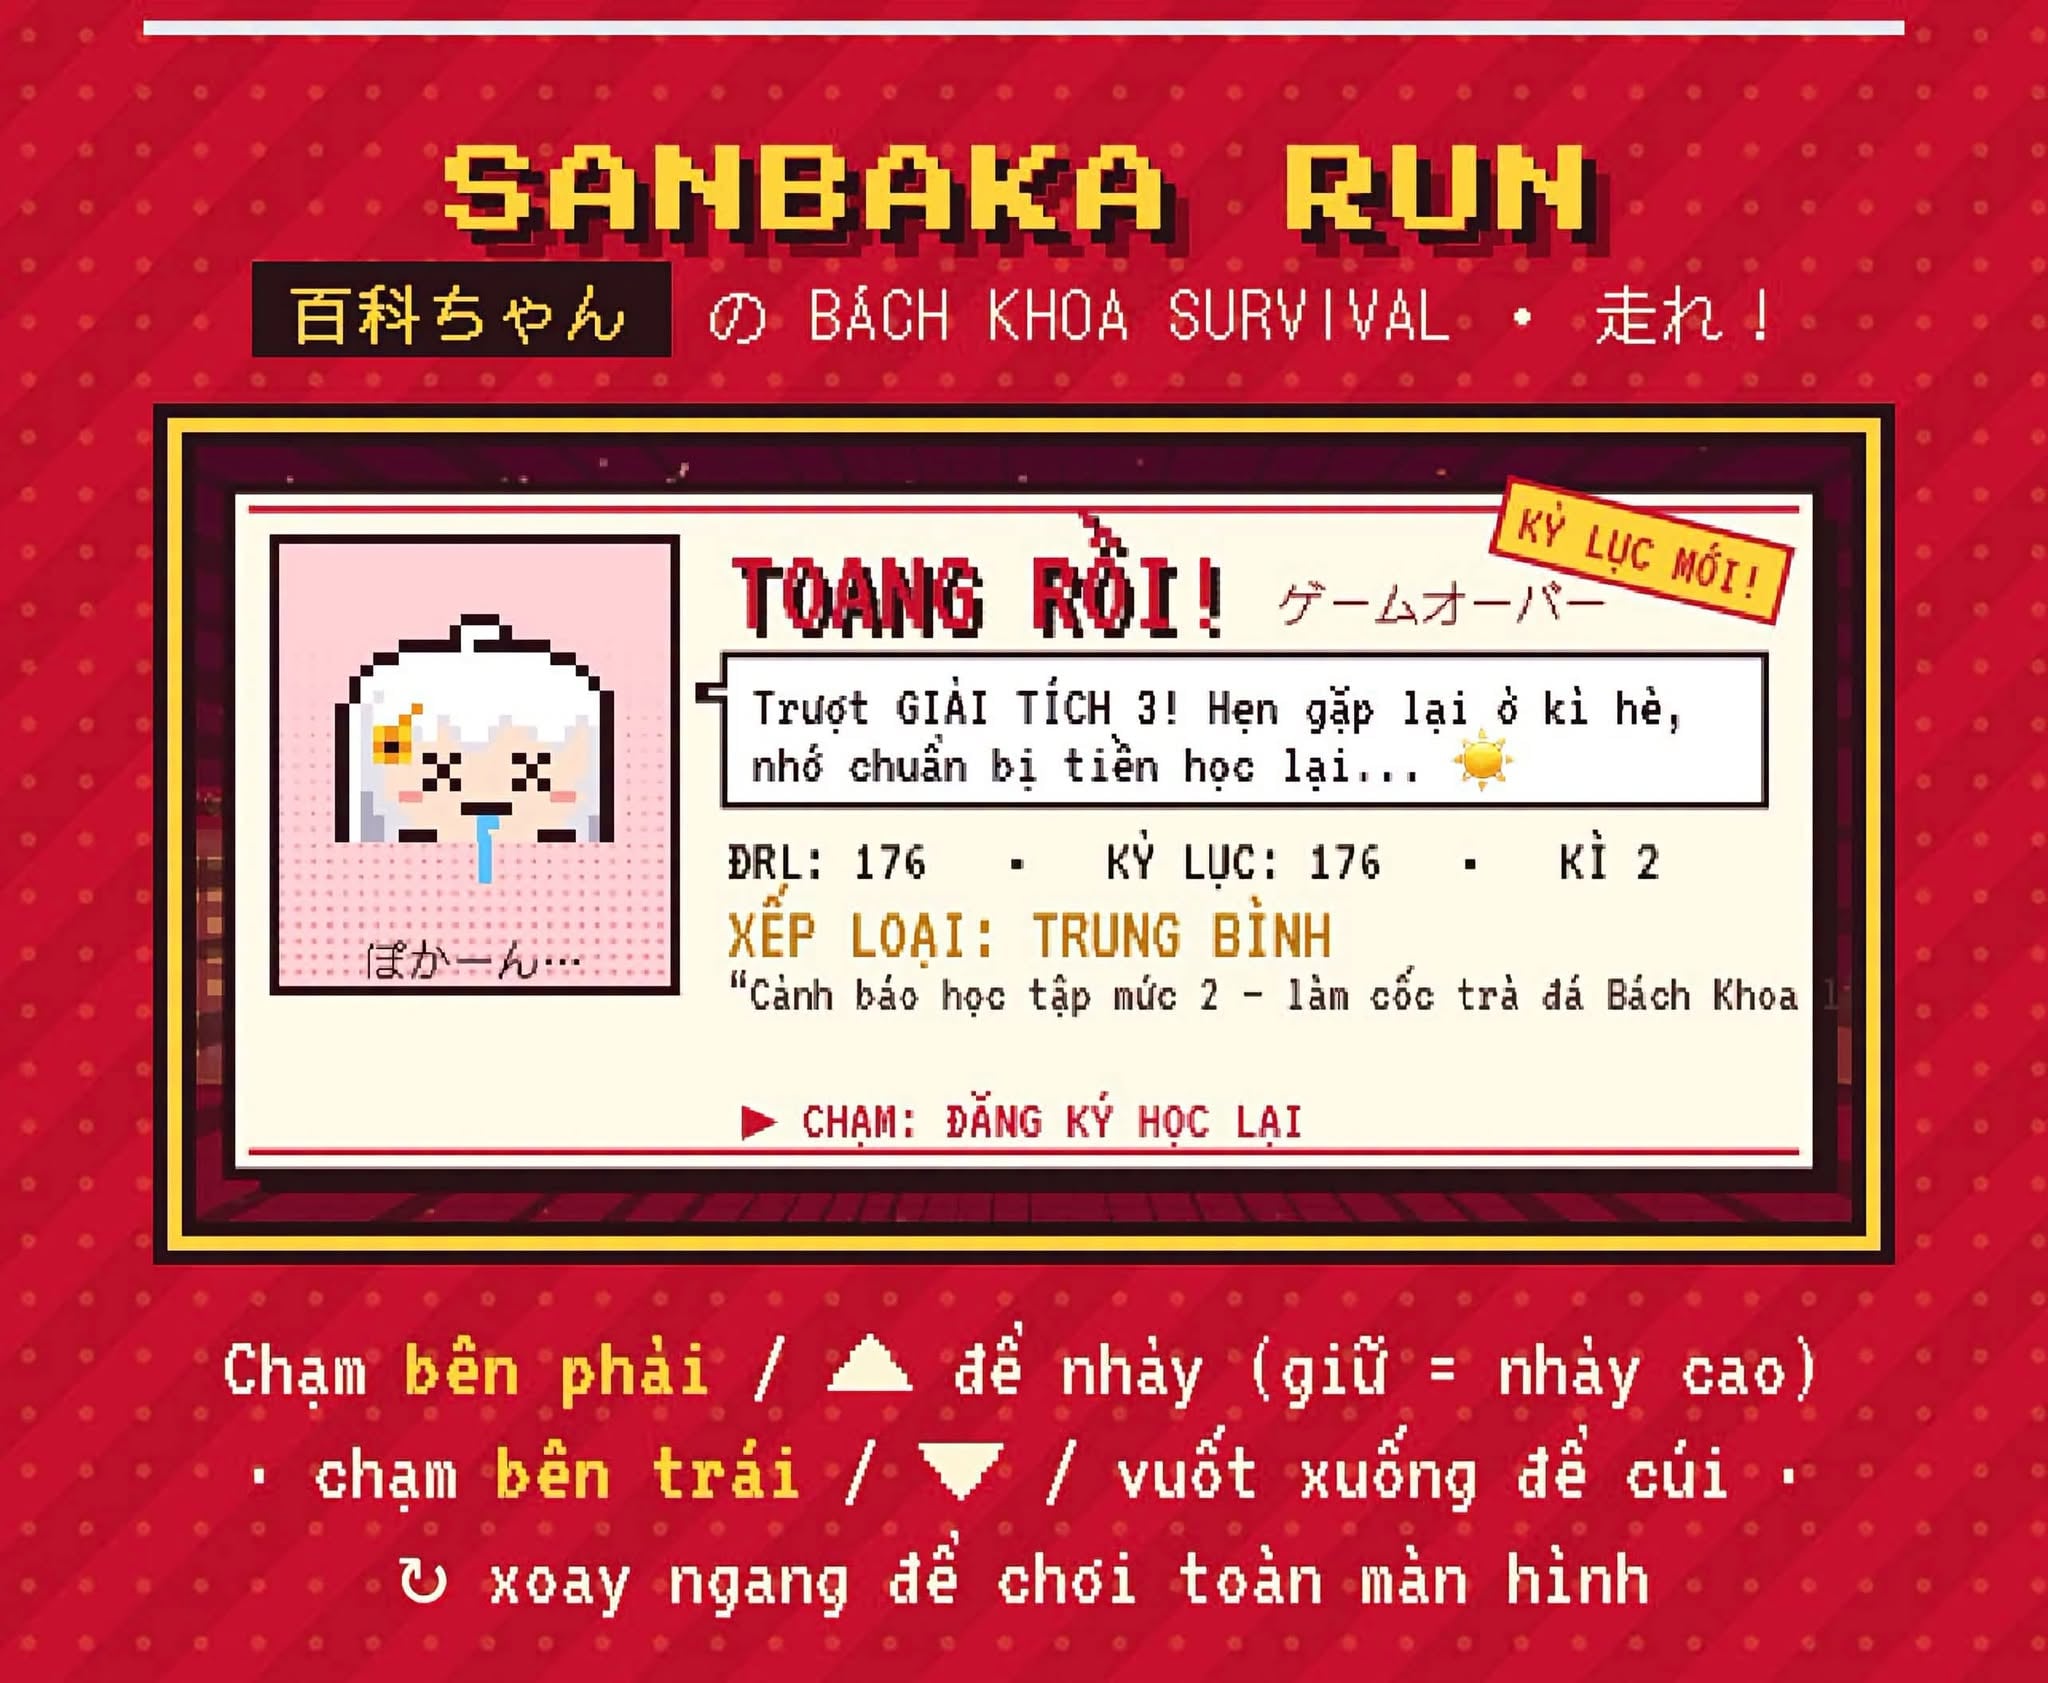 SANBAKA RUN
百科ちゃん の BÁCH KHOA SURVIVAL • 走れ！
KỶ LỤC MỚI!
TOANG RỒI! ゲームオーバー
Trượt GIẢI TÍCH 3! Hẹn gặp lại ở kì hè,
nhớ chuẩn bị tiền học lại... ☀️
ĐRL: 176 · KỶ LỤC: 176 · KÌ 2
XẾP LOẠI: TRUNG BÌNH
“Cảnh báo học tập mức 2 — làm cốc trà đá Bách Khoa
ぽかーん…
▶ CHẠM: ĐĂNG KÝ HỌC LẠI
Chạm bên phải / ▲ để nhảy (giữ = nhảy cao)
· chạm bên trái / ▼ / vuốt xuống để cúi ·
↻ xoay ngang để chơi toàn màn hình